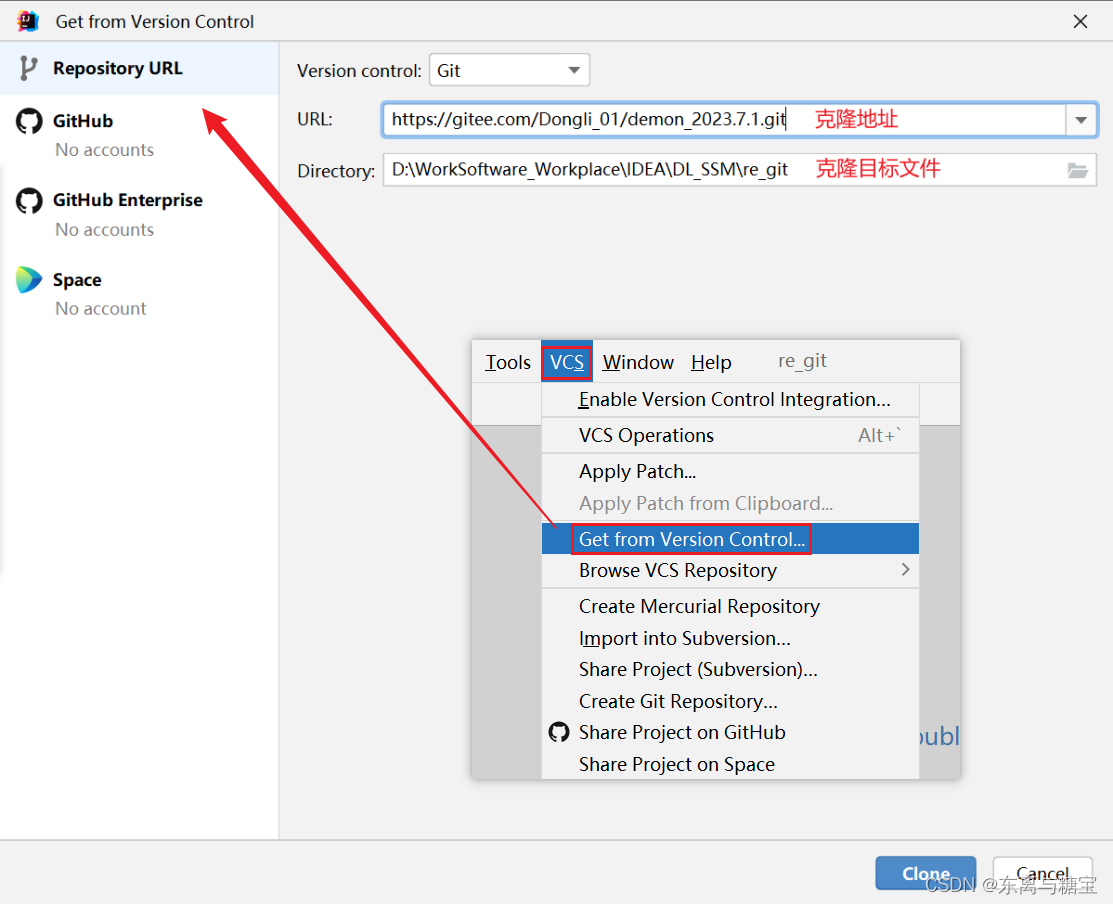 Get from Version Control
Repository URL
GitHub
No accounts
GitHub Enterprise
No accounts
Space
No account
Version control: Git
URL: https://gitee.com/Dongli_01/demon_2023.7.1.git 克隆地址
Directory: D:\WorkSoftware_Workplace\IDEA\DL_SSM\re_git 克隆目标文件
Tools VCS Window Help re_git
Enable Version Control Integration...
VCS Operations Alt+`
Apply Patch...
Apply Patch from Clipboard...
Get from Version Control...
Browse VCS Repository
Create Mercurial Repository
Import into Subversion...
Share Project (Subversion)...
Create Git Repository...
Share Project on GitHub
oubl
Share Project on Space
Clone Cancel
CSDN @东离与糖宝